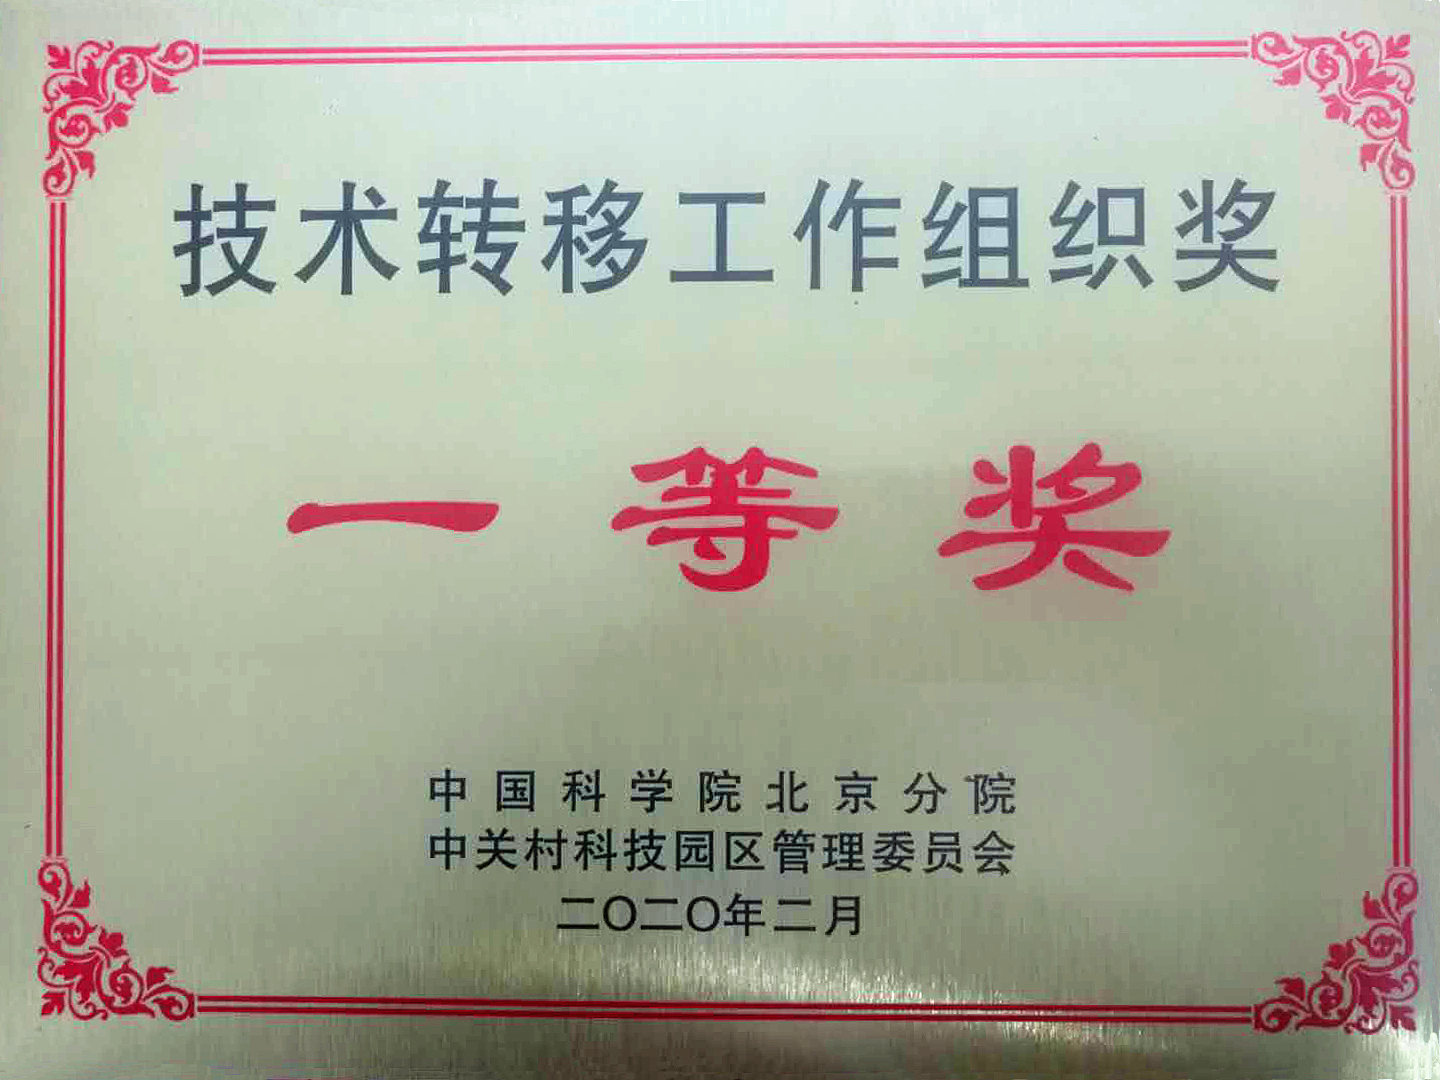 技术转移工作组织奖
一等奖
中国科学院北京分院
中关村科技园区管理委员会
二〇二〇年二月